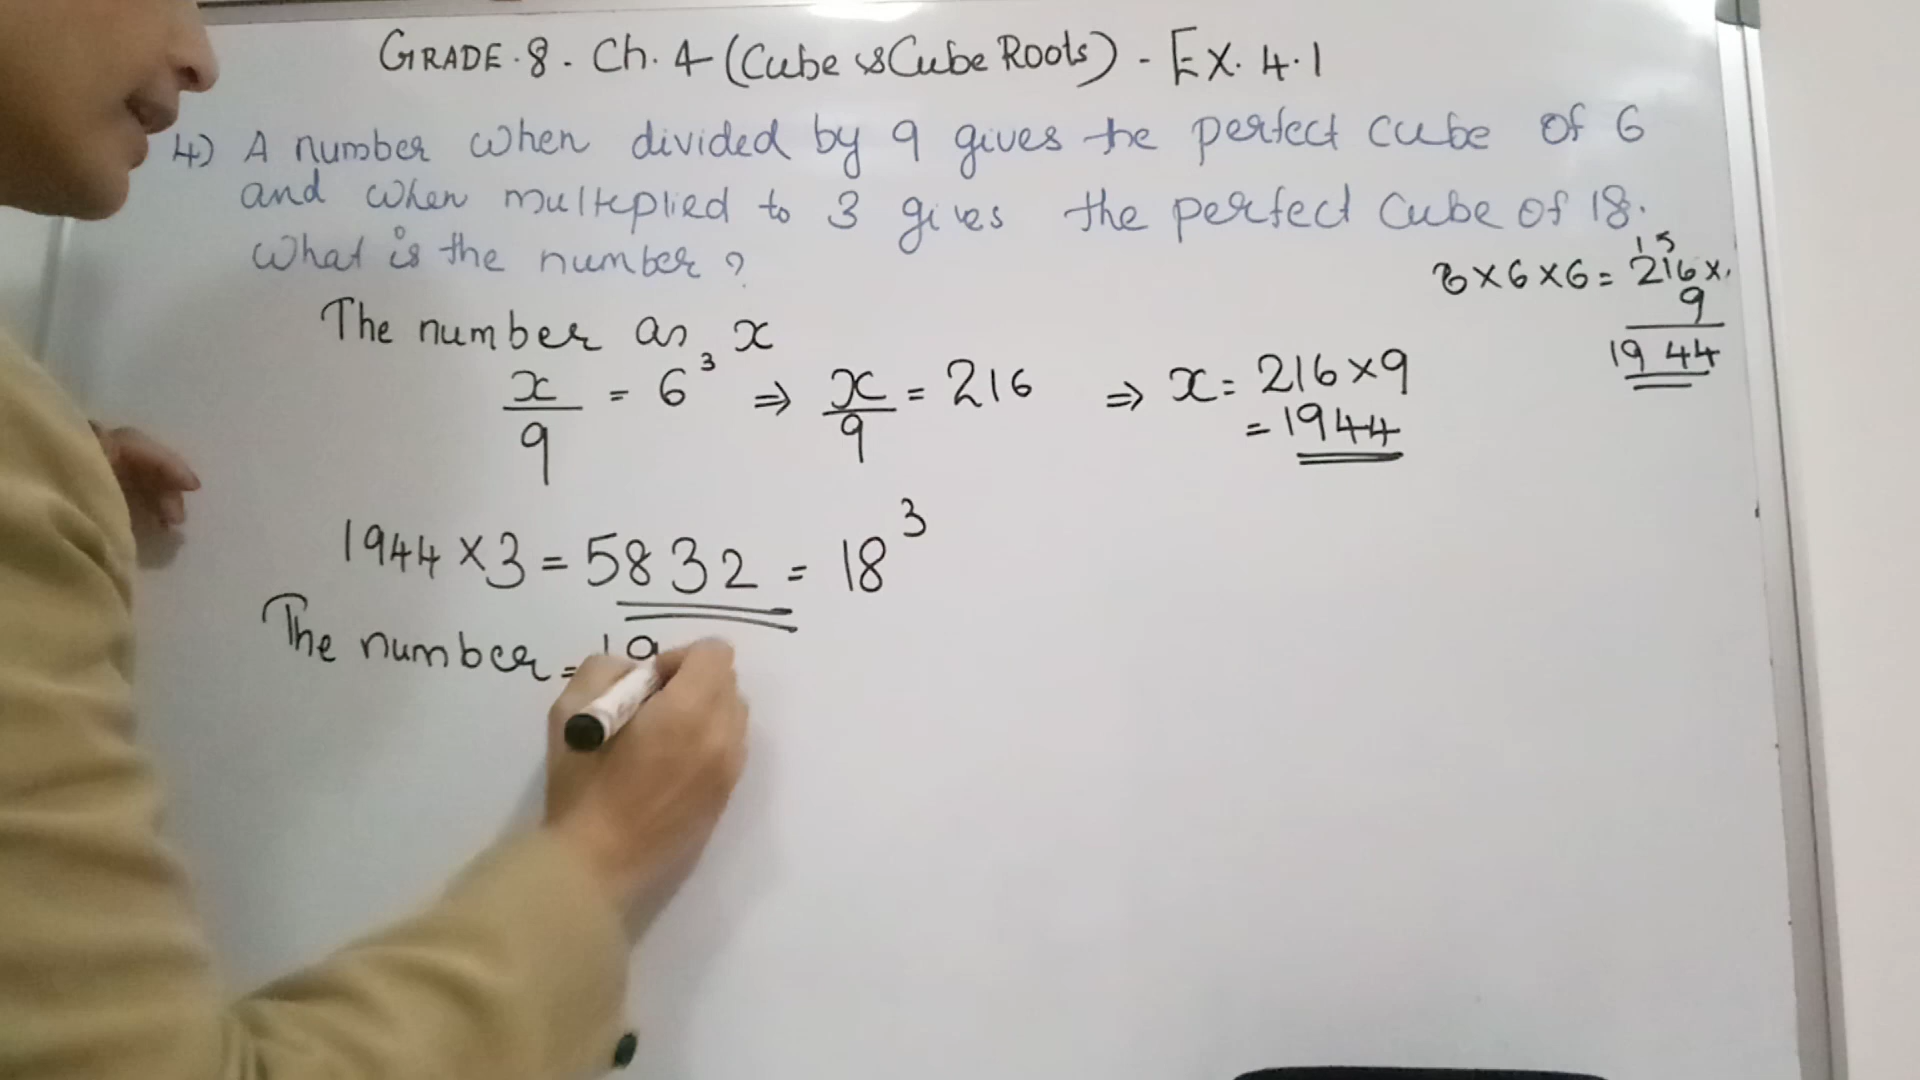 GRADE.8. Ch. 4 (Cube & Cube Roots) - Ex. 4.1
4) A number when divided by 9 gives the perfect cube of 6
and when multiplied to 3 gives the perfect cube of 18.
What is the number?
15
6×6×6 = 216×
9
1944
The number as x
x/9 = 6³ ⇒ x/9 = 216 ⇒ x = 216×9
= 1944
1944 × 3 = 5832 = 18³
The number = 19